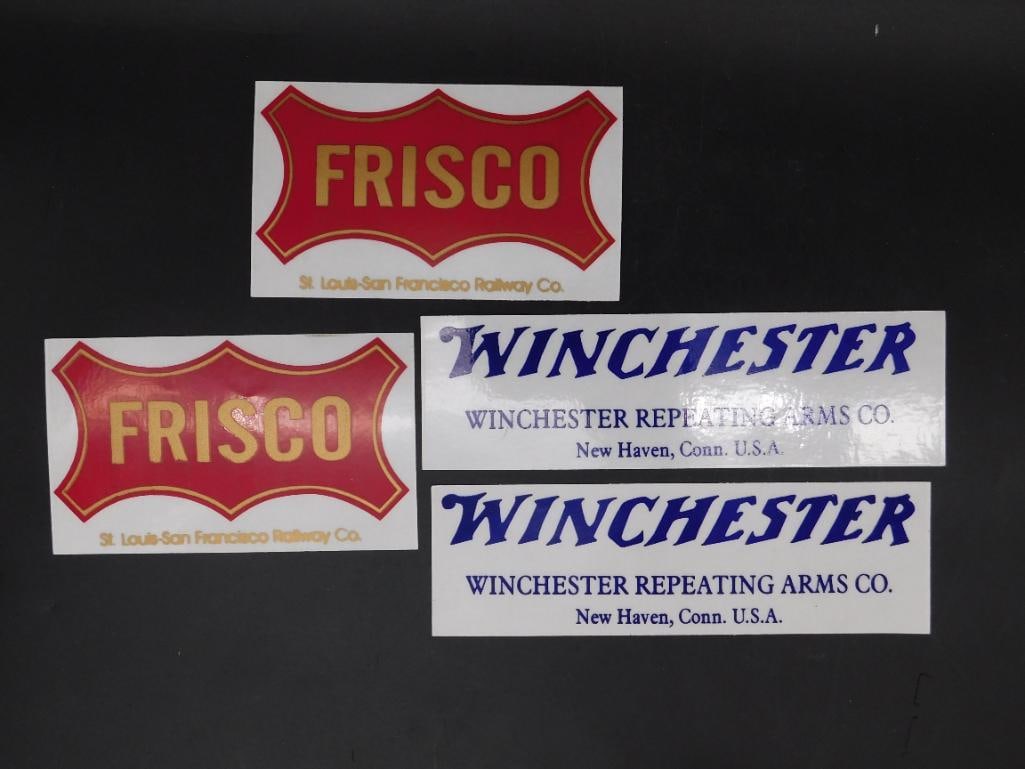 FRISCO
St. Louis-San Francisco Railway Co.
FRISCO
St. Louis-San Francisco Railway Co.
WINCHESTER
WINCHESTER REPEATING ARMS CO.
New Haven, Conn. U.S.A.
WINCHESTER
WINCHESTER REPEATING ARMS CO.
New Haven, Conn. U.S.A.